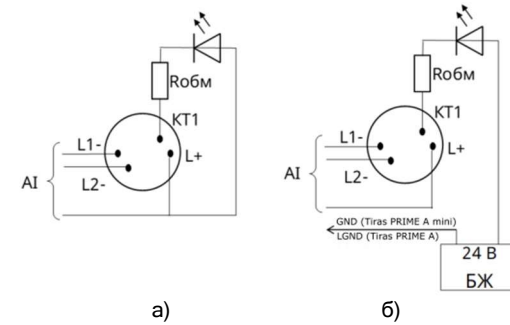 Rобм
KT1
L1-
L+
AI
L2-
а)
Rобм
KT1
L1-
L+
AI
L2-
GND (Tiras PRIME A mini)
LGND (Tiras PRIME A)
24 В
БЖ
б)